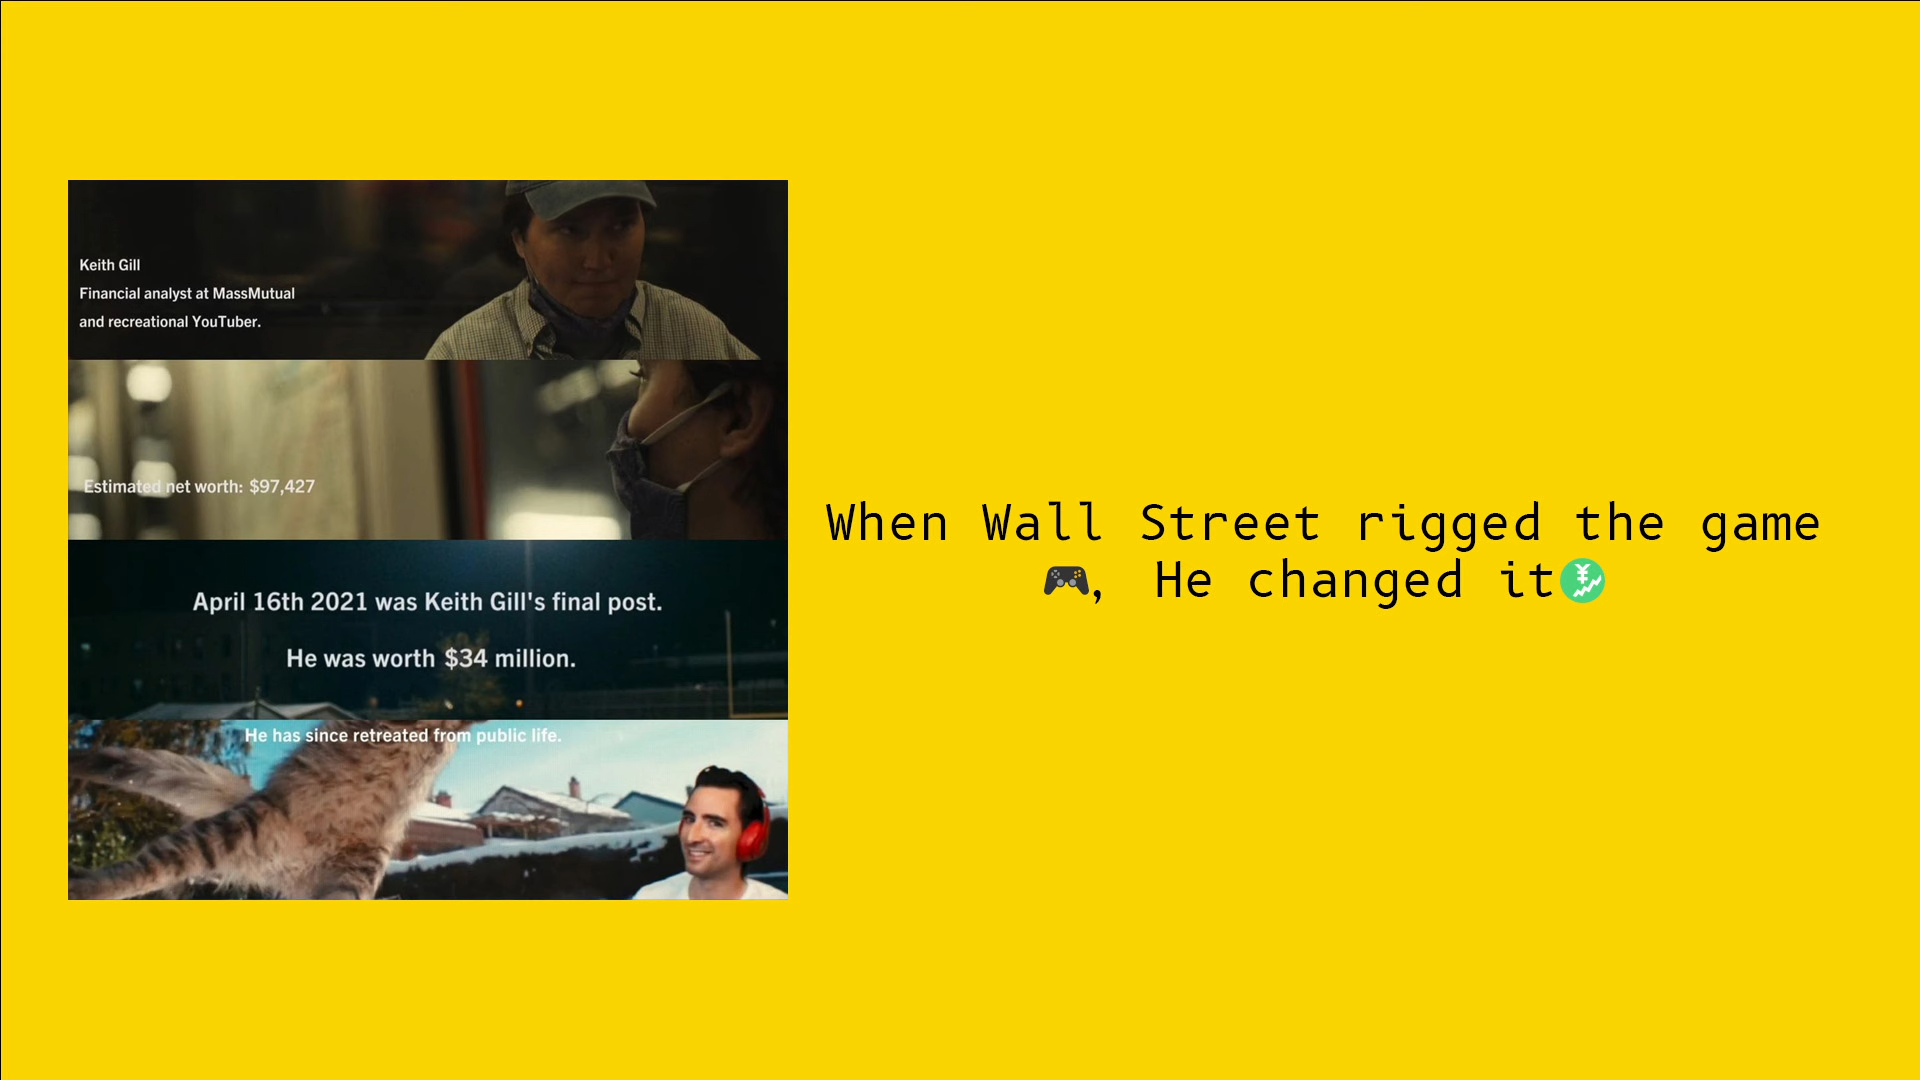 Keith Gill
Financial analyst at MassMutual
and recreational YouTuber.
Estimated net worth: $97,427
April 16th 2021 was Keith Gill's final post.
He was worth $34 million.
He has since retreated from public life.
When Wall Street rigged the game
🎮, He changed it💹